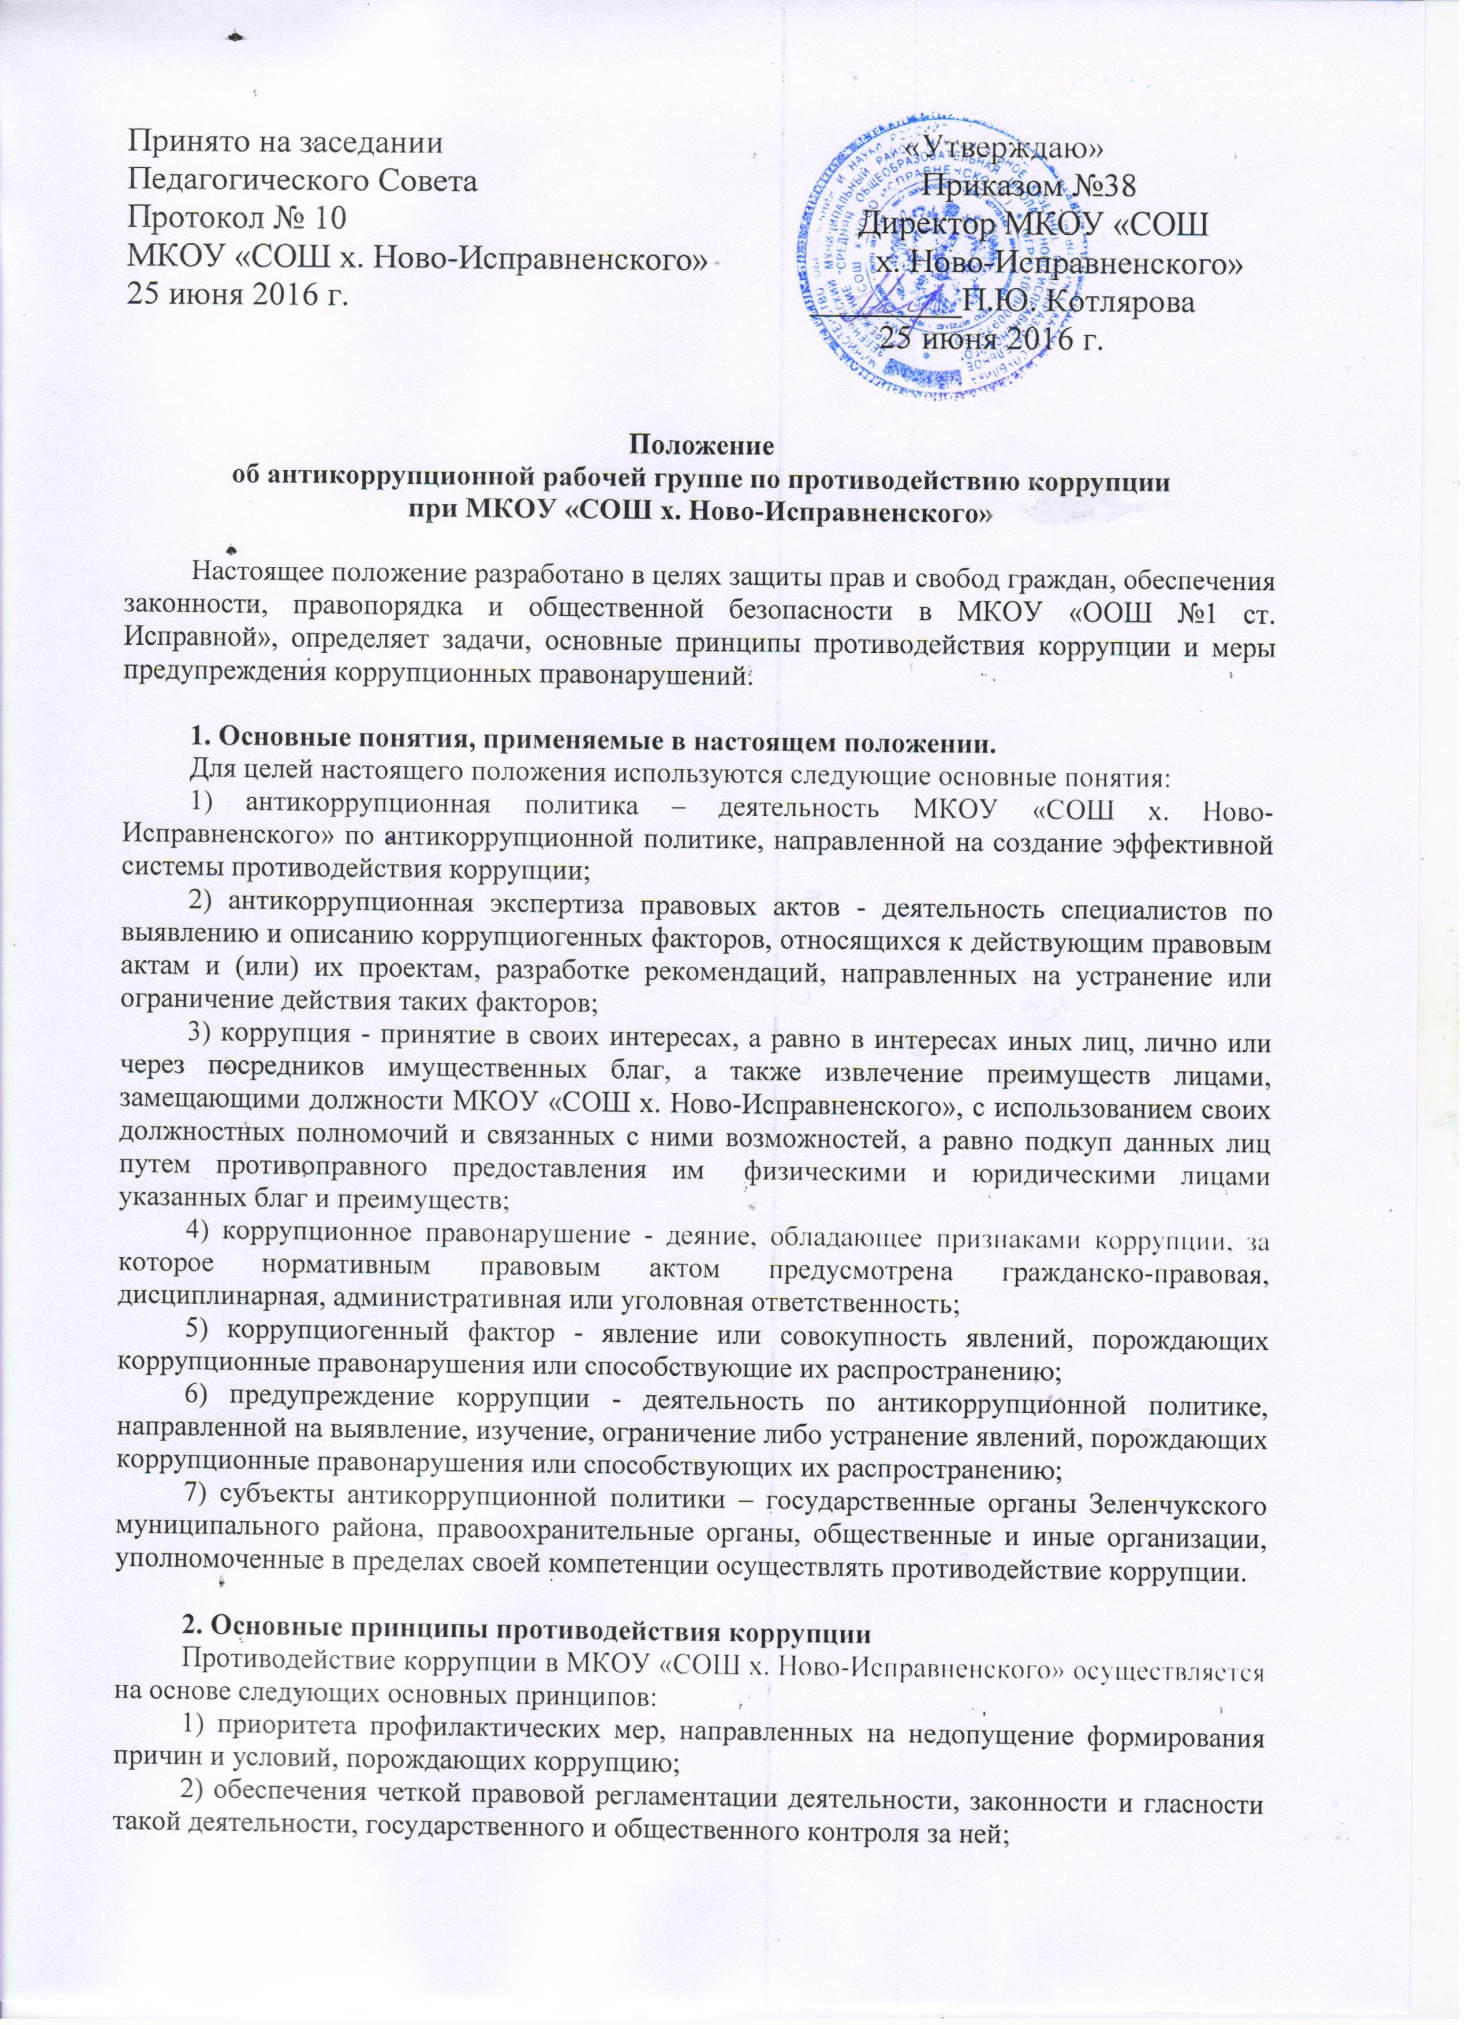 Принято на заседании
Педагогического Совета
Протокол № 10
МКОУ «СОШ х. Ново-Исправненского»
25 июня 2016 г.
«Утверждаю»
Приказом №38
Директор МКОУ «СОШ
х. Ново-Исправненского»
_________П.Ю. Котлярова
25 июня 2016 г.
Положение
об антикоррупционной рабочей группе по противодействию коррупции
при МКОУ «СОШ х. Ново-Исправненского»
Настоящее положение разработано в целях защиты прав и свобод граждан, обеспечения
законности, правопорядка и общественной безопасности в МКОУ «ООШ №1 ст.
Исправной», определяет задачи, основные принципы противодействия коррупции и меры
предупреждения коррупционных правонарушений.
1. Основные понятия, применяемые в настоящем положении.
Для целей настоящего положения используются следующие основные понятия:
1) антикоррупционная политика – деятельность МКОУ «СОШ х. Ново-
Исправненского» по антикоррупционной политике, направленной на создание эффективной
системы противодействия коррупции;
2) антикоррупционная экспертиза правовых актов - деятельность специалистов по
выявлению и описанию коррупциогенных факторов, относящихся к действующим правовым
актам и (или) их проектам, разработке рекомендаций, направленных на устранение или
ограничение действия таких факторов;
3) коррупция - принятие в своих интересах, а равно в интересах иных лиц, лично или
через посредников имущественных благ, а также извлечение преимуществ лицами,
замещающими должности МКОУ «СОШ х. Ново-Исправненского», с использованием своих
должностных полномочий и связанных с ними возможностей, а равно подкуп данных лиц
путем противоправного предоставления им физическими и юридическими лицами
указанных благ и преимуществ;
4) коррупционное правонарушение - деяние, обладающее признаками коррупции, за
которое нормативным правовым актом предусмотрена гражданско-правовая,
дисциплинарная, административная или уголовная ответственность;
5) коррупциогенный фактор - явление или совокупность явлений, порождающих
коррупционные правонарушения или способствующие их распространению;
6) предупреждение коррупции - деятельность по антикоррупционной политике,
направленной на выявление, изучение, ограничение либо устранение явлений, порождающих
коррупционные правонарушения или способствующих их распространению;
7) субъекты антикоррупционной политики – государственные органы Зеленчукского
муниципального района, правоохранительные органы, общественные и иные организации,
уполномоченные в пределах своей компетенции осуществлять противодействие коррупции.
2. Основные принципы противодействия коррупции
Противодействие коррупции в МКОУ «СОШ х. Ново-Исправненского» осуществляется
на основе следующих основных принципов:
1) приоритета профилактических мер, направленных на недопущение формирования
причин и условий, порождающих коррупцию;
2) обеспечения четкой правовой регламентации деятельности, законности и гласности
такой деятельности, государственного и общественного контроля за ней;